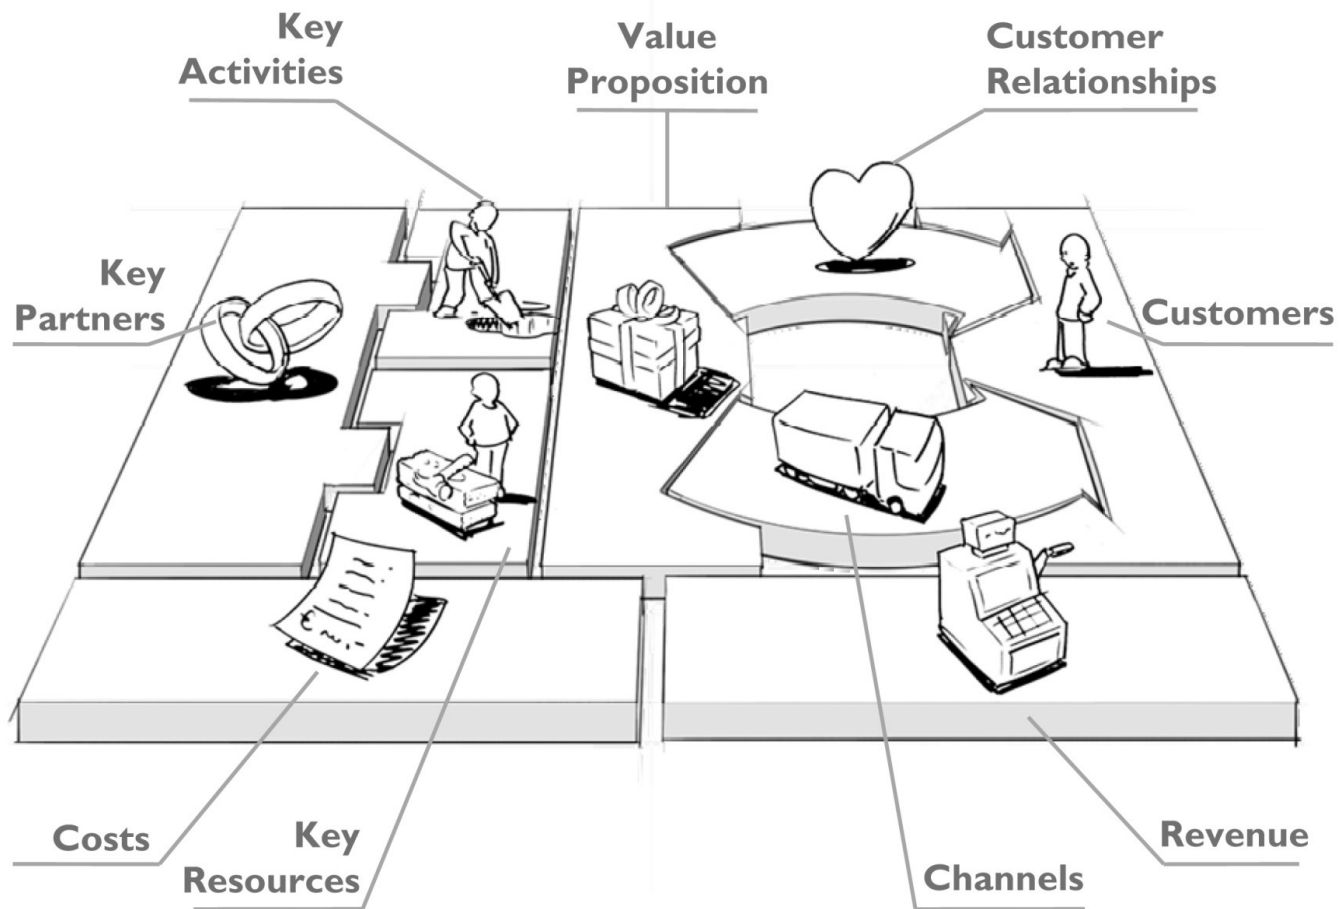 Key
Activities
Value
Proposition
Customer
Relationships
Key
Partners
Customers
Costs
Key
Resources
Channels
Revenue